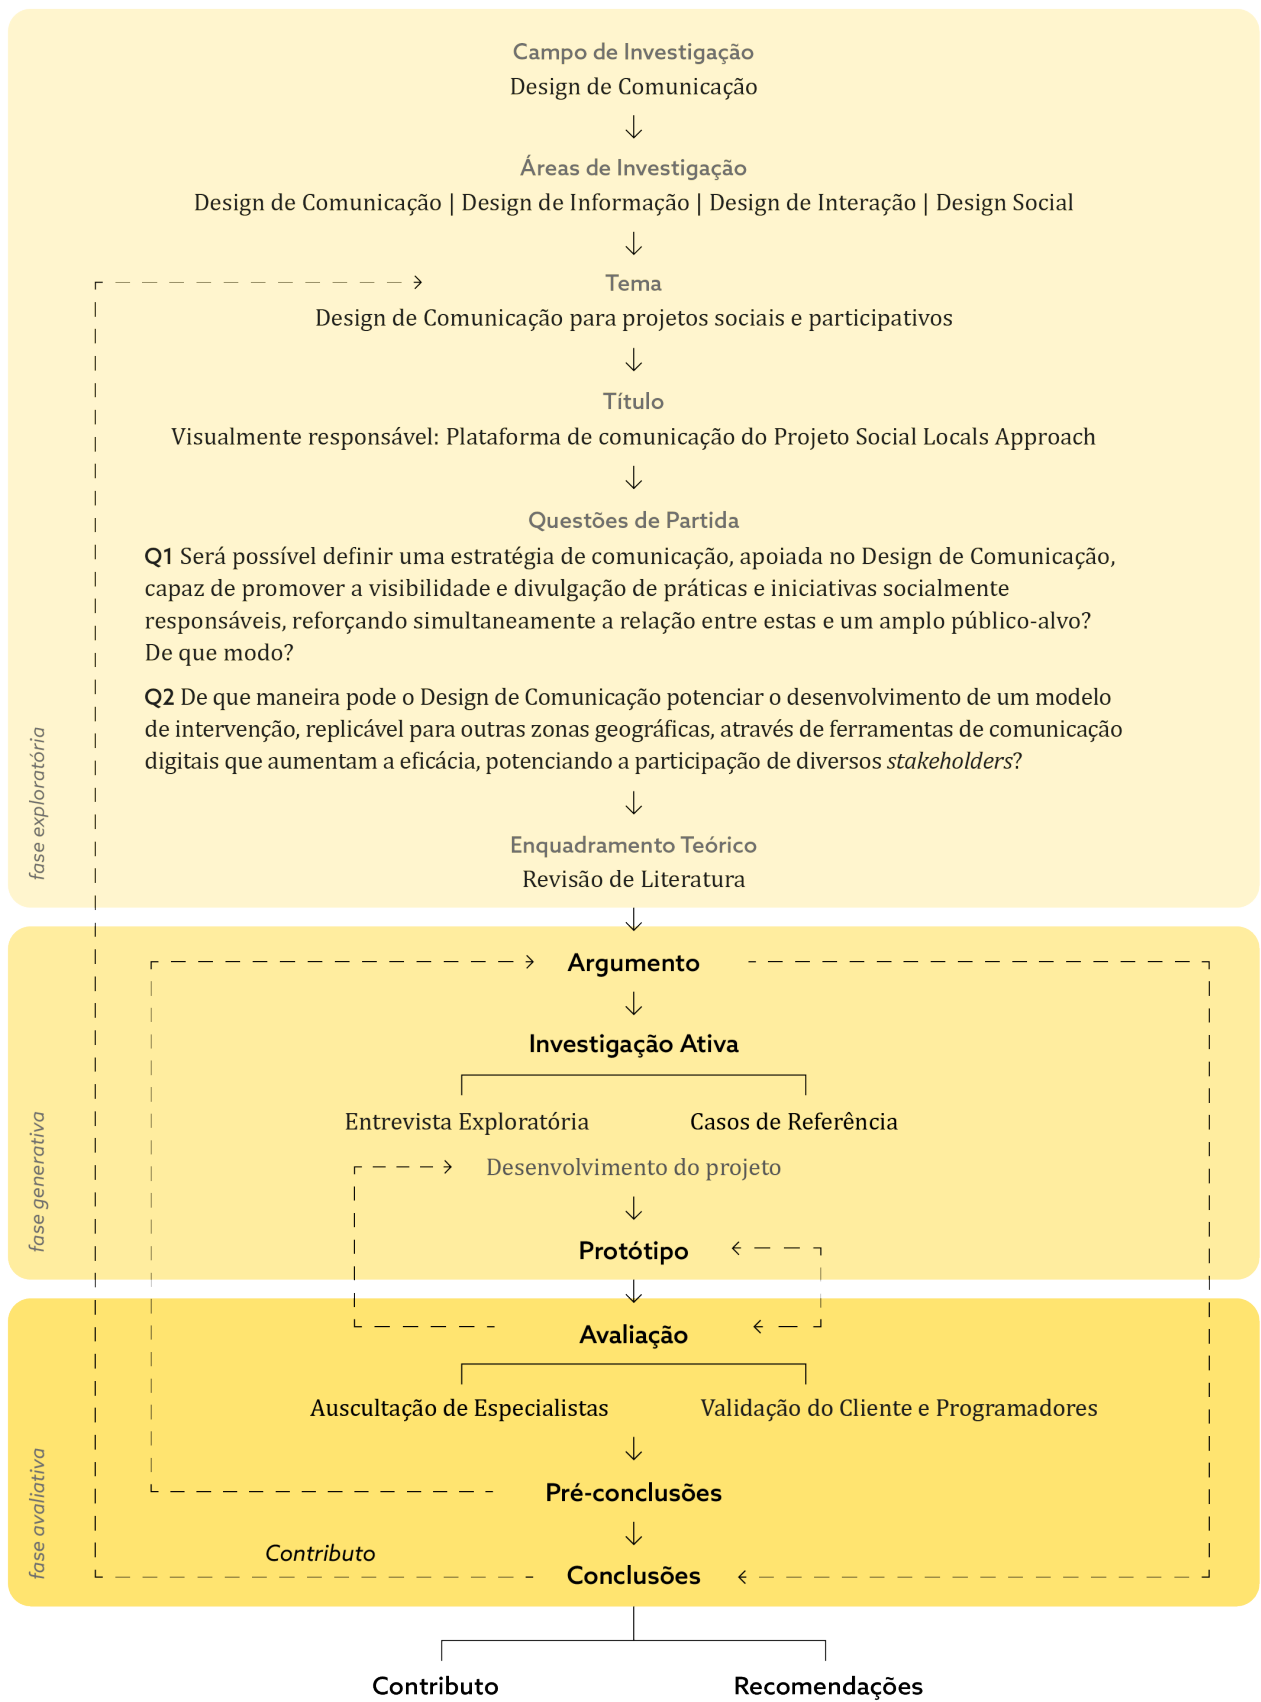 Campo de Investigação
Design de Comunicação
Áreas de Investigação
Design de Comunicação | Design de Informação | Design de Interação | Design Social
Tema
Design de Comunicação para projetos sociais e participativos
Título
Visualmente responsável: Plataforma de comunicação do Projeto Social Locals Approach
Questões de Partida
Q1 Será possível definir uma estratégia de comunicação, apoiada no Design de Comunicação,
capaz de promover a visibilidade e divulgação de práticas e iniciativas socialmente
responsáveis, reforçando simultaneamente a relação entre estas e um amplo público-alvo?
De que modo?
Q2 De que maneira pode o Design de Comunicação potenciar o desenvolvimento de um modelo
de intervenção, replicável para outras zonas geográficas, através de ferramentas de comunicação
digitais que aumentam a eficácia, potenciando a participação de diversos stakeholders?
Enquadramento Teórico
Revisão de Literatura
fase exploratória
Argumento
Investigação Ativa
Entrevista Exploratória
Casos de Referência
Desenvolvimento do projeto
Protótipo
fase generativa
Avaliação
Auscultação de Especialistas
Validação do Cliente e Programadores
Pré-conclusões
Contributo
Conclusões
fase avaliativa
Contributo
Recomendações